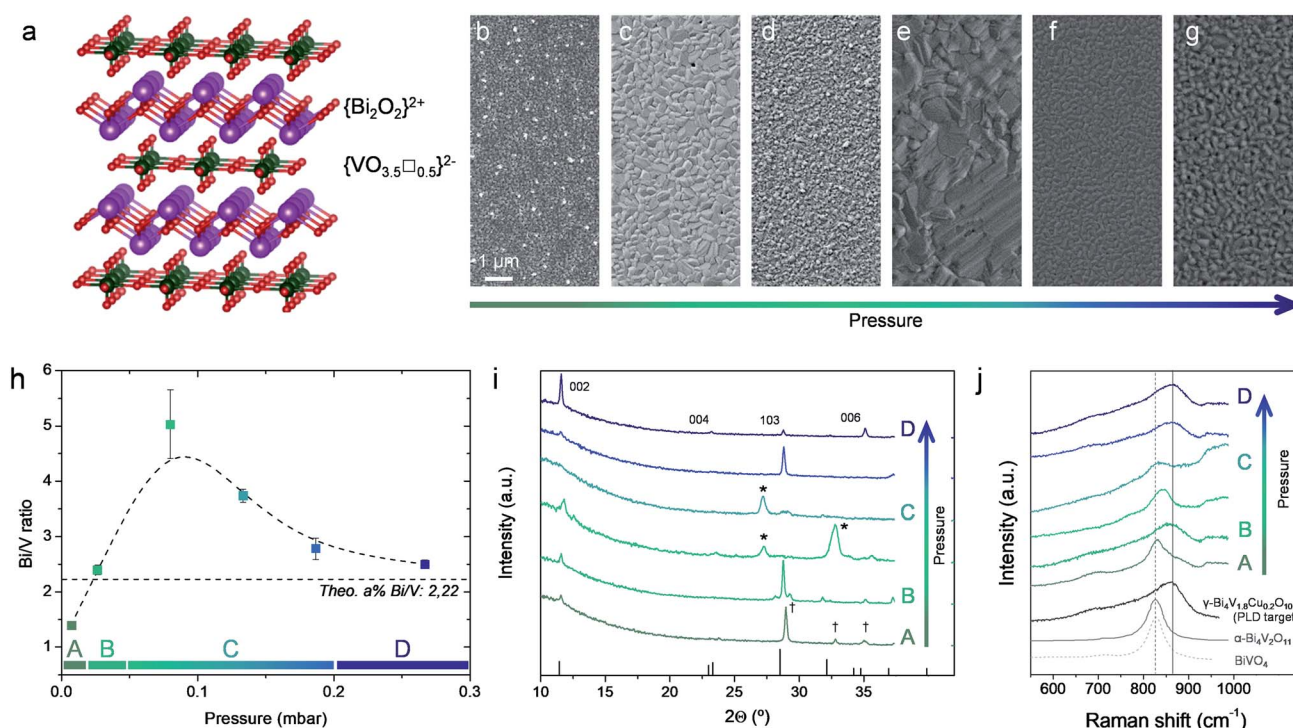 a
{Bi₂O₂}²⁺
{VO₃.₅□₀.₅}²⁻
b
c
d
e
f
g
1 µm
Pressure
h
Bi/V ratio
6
5
4
3
2
1
Theo. a% Bi/V: 2,22
A
B
C
D
0.0
0.1
0.2
0.3
Pressure (mbar)
i
Intensity (a.u.)
002
004
103
006
D
*
C
*
*
B
†
†
†
A
Pressure
10
15
20
25
30
35
2Θ (º)
j
Intensity (a.u.)
D
C
B
A
Pressure
γ-Bi₄V₁.₈Cu₀.₂O₁₀
(PLD target
α-Bi₄V₂O₁₁
BiVO₄
600
700
800
900
1000
Raman shift (cm⁻¹)